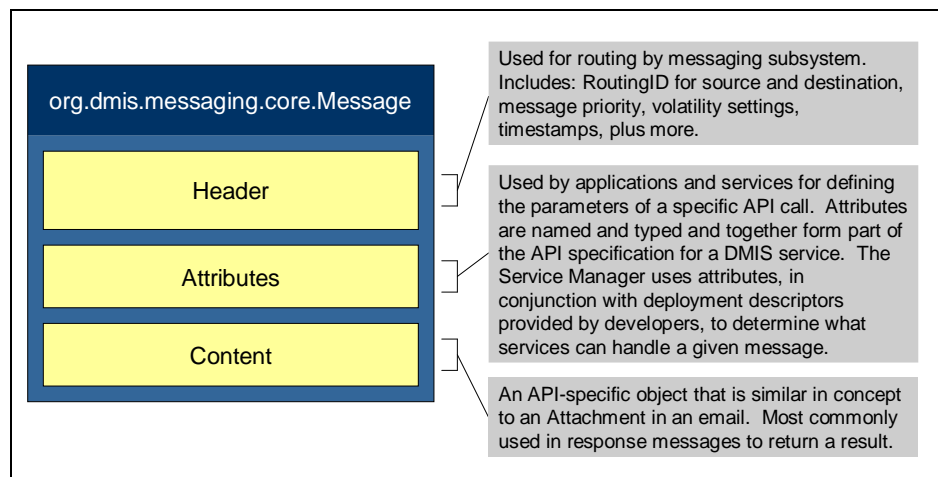 org.dmis.messaging.core.Message
Header
Attributes
Content
Used for routing by messaging subsystem.
Includes: RoutingID for source and destination,
message priority, volatility settings,
timestamps, plus more.
Used by applications and services for defining
the parameters of a specific API call. Attributes
are named and typed and together form part of
the API specification for a DMIS service. The
Service Manager uses attributes, in
conjunction with deployment descriptors
provided by developers, to determine what
services can handle a given message.
An API-specific object that is similar in concept
to an Attachment in an email. Most commonly
used in response messages to return a result.